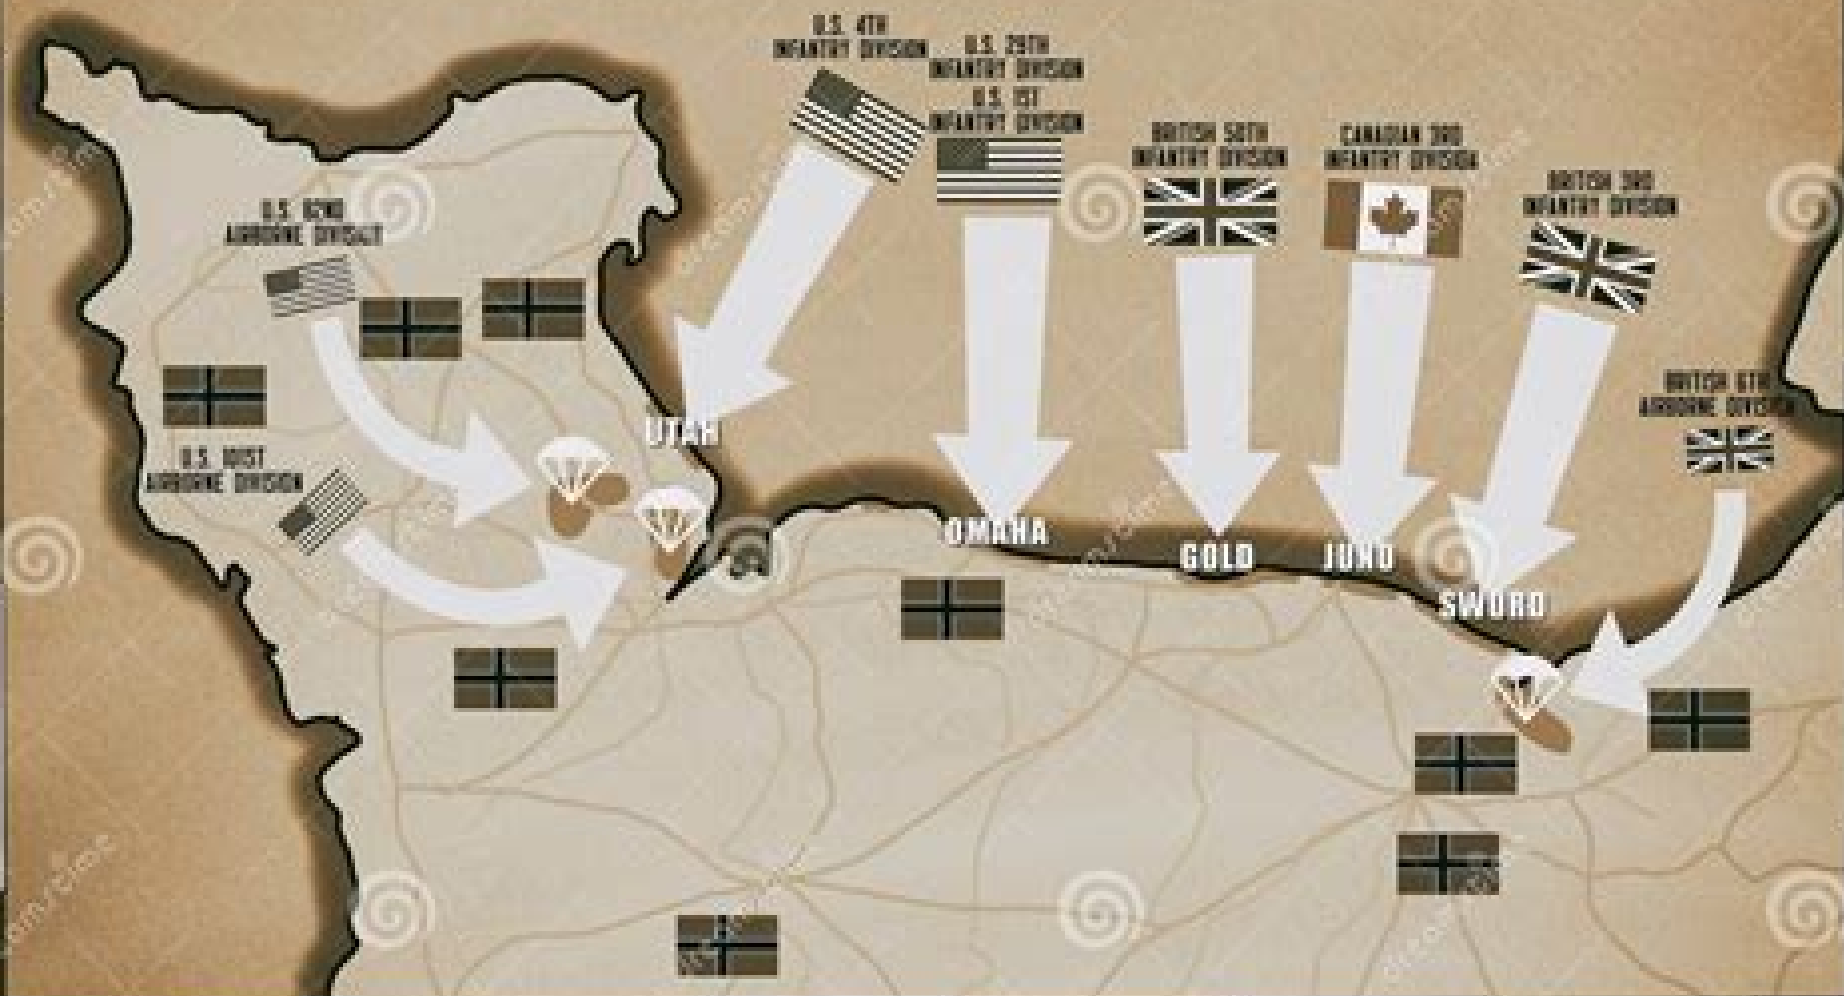 U.S. 4TH
INFANTRY DIVISION
U.S. 29TH
INFANTRY DIVISION
U.S. 1ST
INFANTRY DIVISION
BRITISH 50TH
INFANTRY DIVISION
CANADIAN 3RD
INFANTRY DIVISION
BRITISH 3RD
INFANTRY DIVISION
U.S. 82ND
AIRBORNE
BRITISH 6TH
AIRBORNE DIVISION
U.S. 101ST
AIRBORNE DIVISION
UTAH
OMAHA
GOLD
JUNO
SWORD